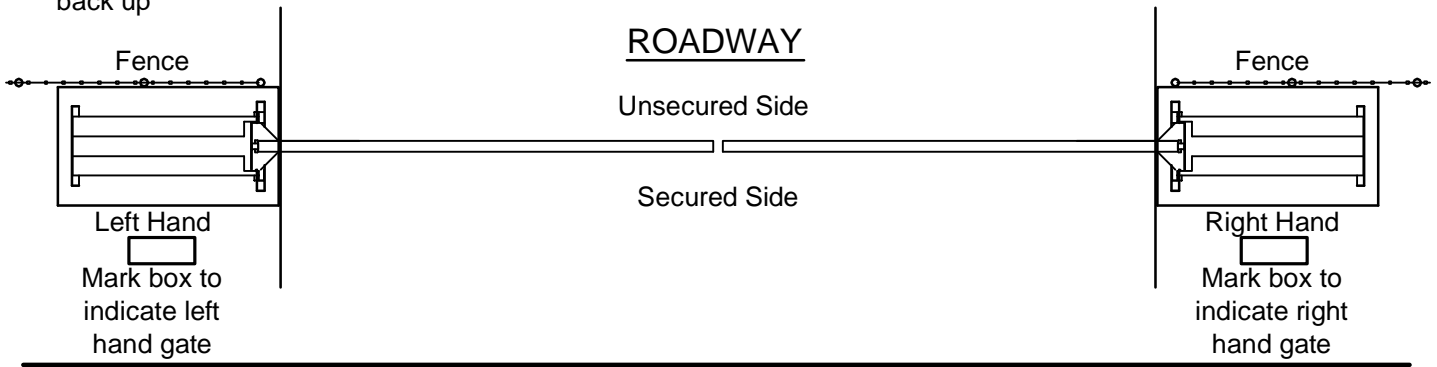 back up
ROADWAY
Fence
Fence
Unsecured Side
Secured Side
Left Hand
Mark box to
indicate left
hand gate
Right Hand
Mark box to
indicate right
hand gate